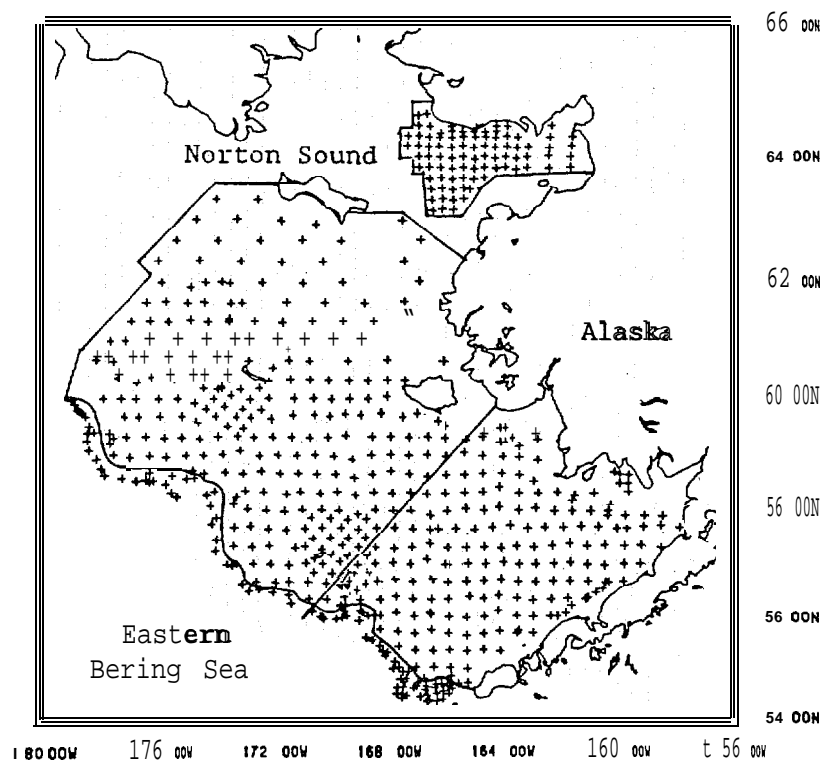 66 00N
Norton Sound
64 00N
62 00N
Alaska
60 00N
56 00N
Eastern
Bering Sea
56 00N
54 00N
180 00W 176 00W 172 00W 168 00W 164 00W 160 00W t 56 00W